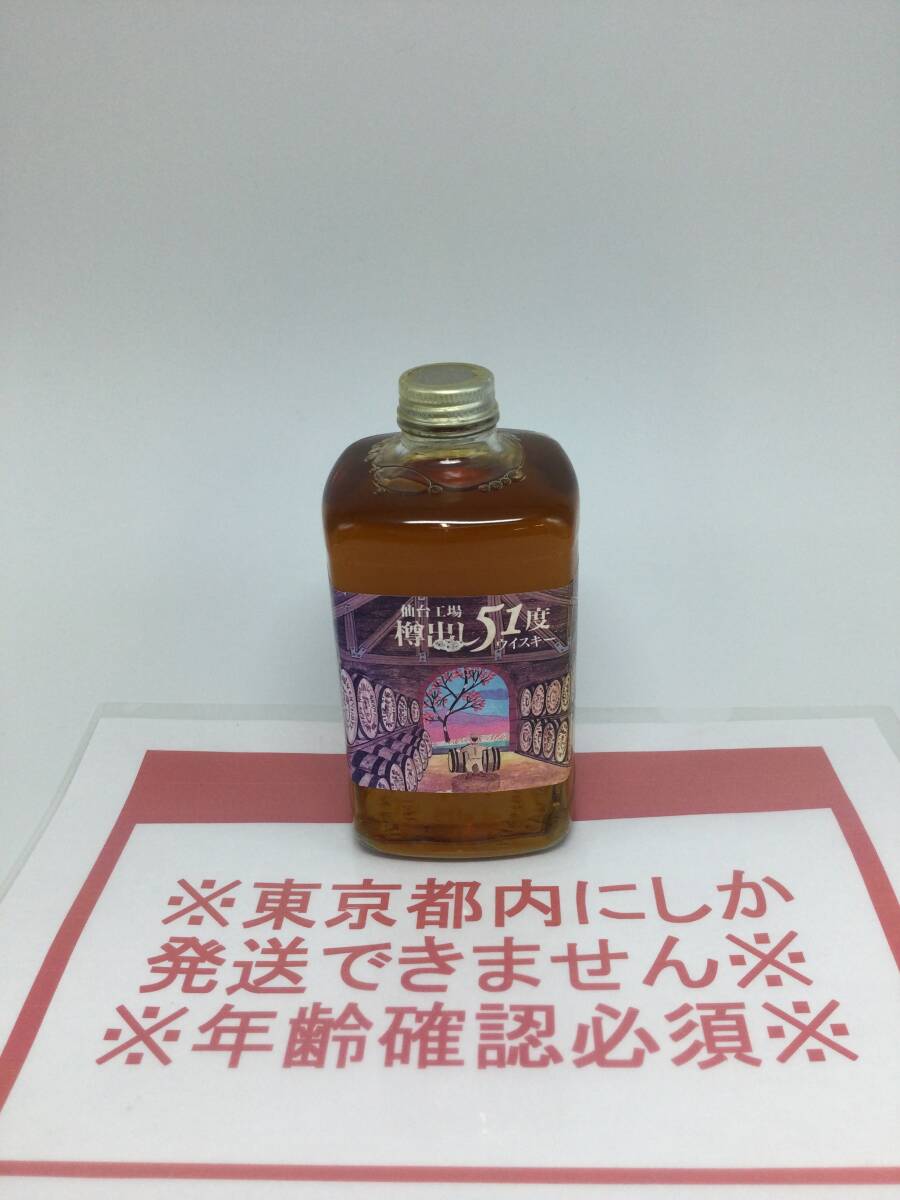 仙台工場
樽出し51度
ウイスキー
※東京都内にしか
発送できません※
※年齢確認必須※